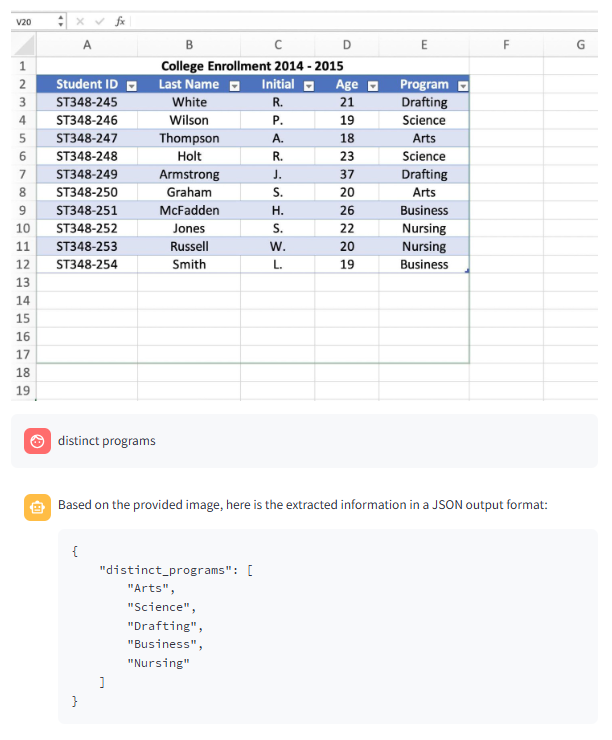 V20 fx
A B C D E F G
1 College Enrollment 2014 - 2015
2 Student ID Last Name Initial Age Program
3 ST348-245 White R. 21 Drafting
4 ST348-246 Wilson P. 19 Science
5 ST348-247 Thompson A. 18 Arts
6 ST348-248 Holt R. 23 Science
7 ST348-249 Armstrong J. 37 Drafting
8 ST348-250 Graham S. 20 Arts
9 ST348-251 McFadden H. 26 Business
10 ST348-252 Jones S. 22 Nursing
11 ST348-253 Russell W. 20 Nursing
12 ST348-254 Smith L. 19 Business
13
14
15
16
17
18
19
distinct programs
Based on the provided image, here is the extracted information in a JSON output format:
{
"distinct_programs": [
"Arts",
"Science",
"Drafting",
"Business",
"Nursing"
]
}